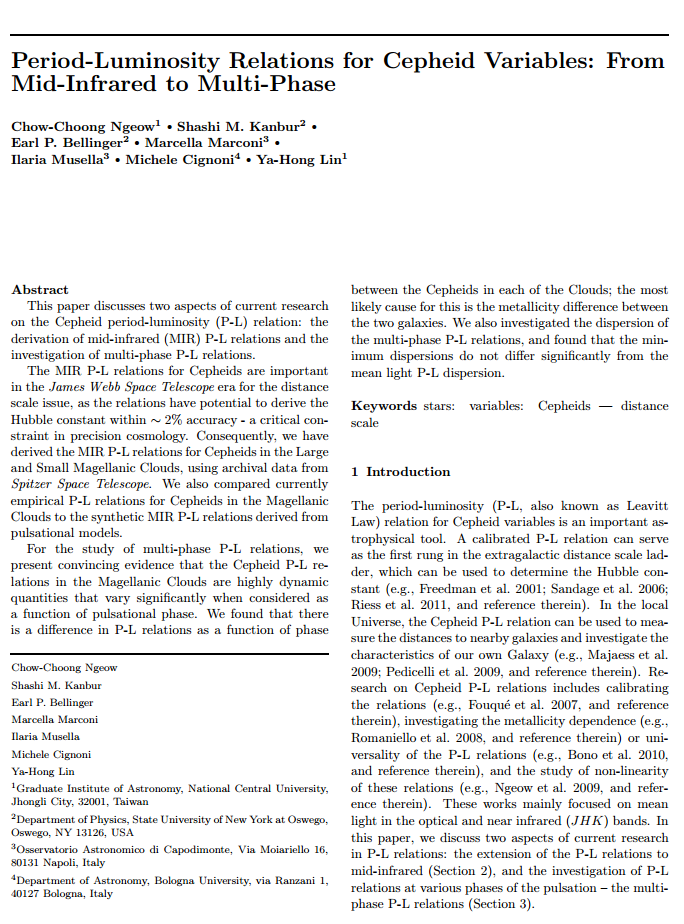 Period-Luminosity Relations for Cepheid Variables: From
Mid-Infrared to Multi-Phase
Chow-Choong Ngeow¹ • Shashi M. Kanbur² •
Earl P. Bellinger² • Marcella Marconi³ •
Ilaria Musella³ • Michele Cignoni⁴ • Ya-Hong Lin¹
Abstract
This paper discusses two aspects of current research
on the Cepheid period-luminosity (P-L) relation: the
derivation of mid-infrared (MIR) P-L relations and the
investigation of multi-phase P-L relations.
The MIR P-L relations for Cepheids are important
in the James Webb Space Telescope era for the distance
scale issue, as the relations have potential to derive the
Hubble constant within ∼ 2% accuracy - a critical con-
straint in precision cosmology. Consequently, we have
derived the MIR P-L relations for Cepheids in the Large
and Small Magellanic Clouds, using archival data from
Spitzer Space Telescope. We also compared currently
empirical P-L relations for Cepheids in the Magellanic
Clouds to the synthetic MIR P-L relations derived from
pulsational models.
For the study of multi-phase P-L relations, we
present convincing evidence that the Cepheid P-L re-
lations in the Magellanic Clouds are highly dynamic
quantities that vary significantly when considered as
a function of pulsational phase. We found that there
is a difference in P-L relations as a function of phase
Chow-Choong Ngeow
Shashi M. Kanbur
Earl P. Bellinger
Marcella Marconi
Ilaria Musella
Michele Cignoni
Ya-Hong Lin
¹Graduate Institute of Astronomy, National Central University,
Jhongli City, 32001, Taiwan
²Department of Physics, State University of New York at Oswego,
Oswego, NY 13126, USA
³Osservatorio Astronomico di Capodimonte, Via Moiariello 16,
80131 Napoli, Italy
⁴Department of Astronomy, Bologna University, via Ranzani 1,
40127 Bologna, Italy
between the Cepheids in each of the Clouds; the most
likely cause for this is the metallicity difference between
the two galaxies. We also investigated the dispersion of
the multi-phase P-L relations, and found that the min-
imum dispersions do not differ significantly from the
mean light P-L dispersion.
Keywords stars: variables: Cepheids — distance
scale
1 Introduction
The period-luminosity (P-L, also known as Leavitt
Law) relation for Cepheid variables is an important as-
trophysical tool. A calibrated P-L relation can serve
as the first rung in the extragalactic distance scale lad-
der, which can be used to determine the Hubble con-
stant (e.g., Freedman et al. 2001; Sandage et al. 2006;
Riess et al. 2011, and reference therein). In the local
Universe, the Cepheid P-L relation can be used to mea-
sure the distances to nearby galaxies and investigate the
characteristics of our own Galaxy (e.g., Majaess et al.
2009; Pedicelli et al. 2009, and reference therein). Re-
search on Cepheid P-L relations includes calibrating
the relations (e.g., Fouqué et al. 2007, and reference
therein), investigating the metallicity dependence (e.g.,
Romaniello et al. 2008, and reference therein) or uni-
versality of the P-L relations (e.g., Bono et al. 2010,
and reference therein), and the study of non-linearity
of these relations (e.g., Ngeow et al. 2009, and refer-
ence therein). These works mainly focused on mean
light in the optical and near infrared (JHK) bands. In
this paper, we discuss two aspects of current research
in P-L relations: the extension of the P-L relations to
mid-infrared (Section 2), and the investigation of P-L
relations at various phases of the pulsation – the multi-
phase P-L relations (Section 3).